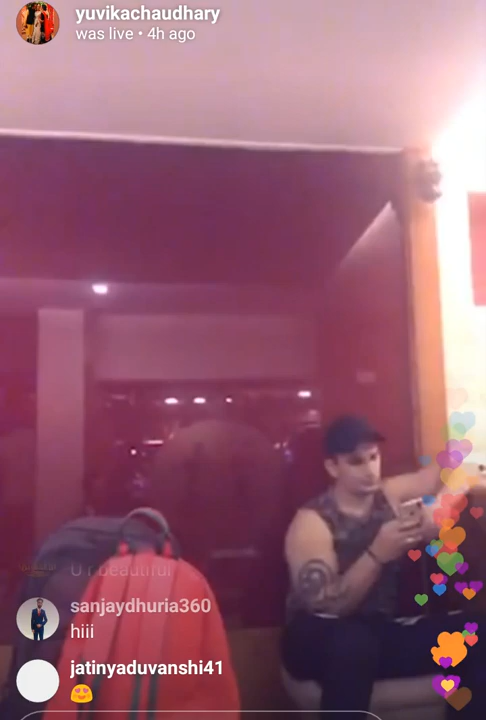 yuvikachaudhary
was live • 4h ago
U r beautiful
sanjaydhuria360
hiii
jatinyaduvanshi41
😍